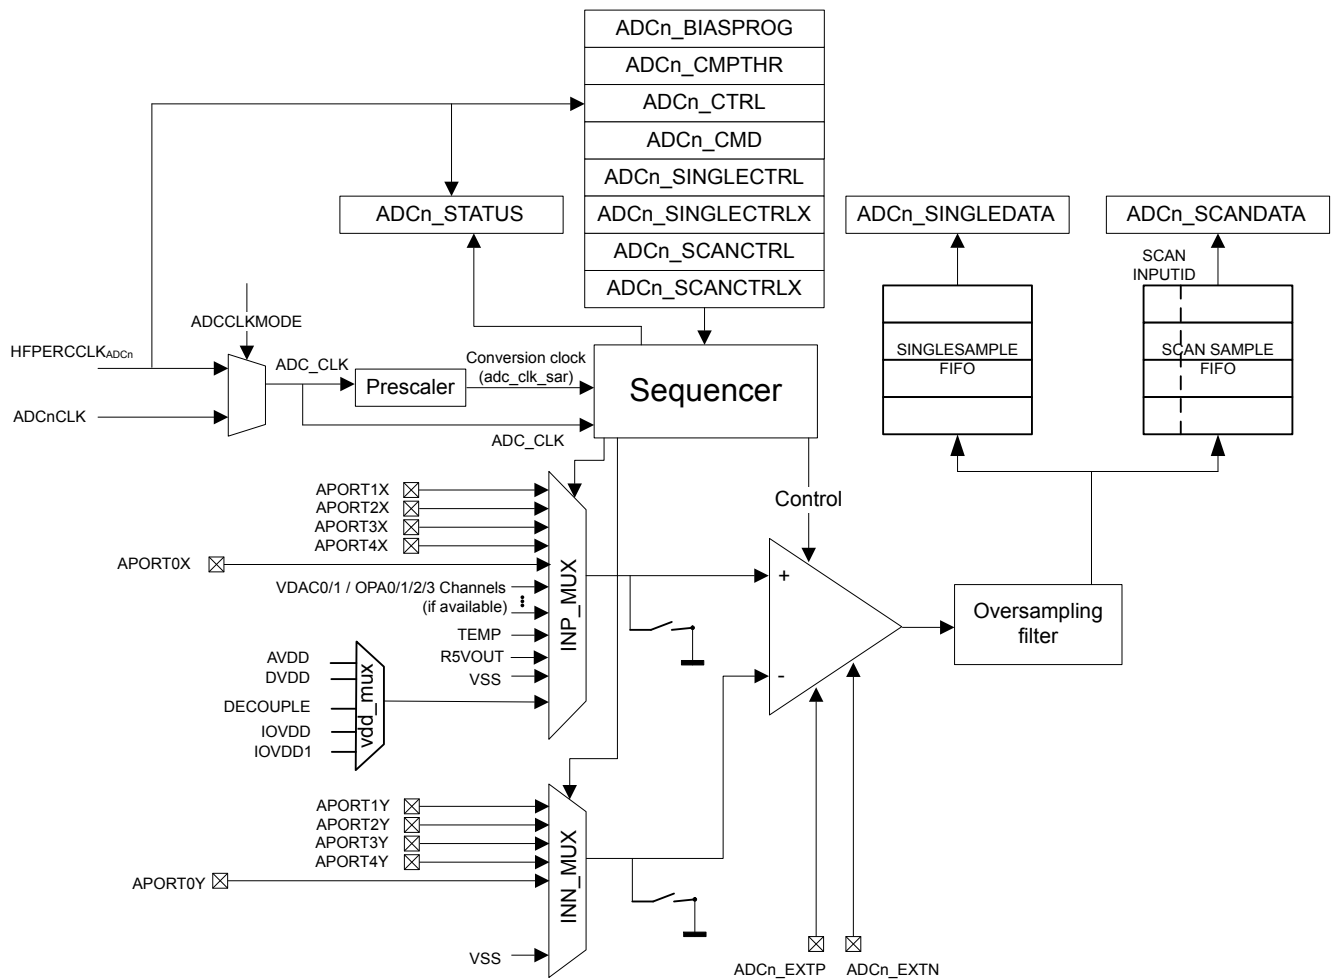 ADCn_BIASPROG
ADCn_CMPTHR
ADCn_CTRL
ADCn_CMD
ADCn_SINGLECTRL
ADCn_SINGLECTRLX
ADCn_SCANCTRL
ADCn_SCANCTRLX
ADCn_STATUS
ADCn_SINGLEDATA
ADCn_SCANDATA
SCAN
INPUTID
SINGLESAMPLE
FIFO
SCAN SAMPLE
FIFO
ADCCLKMODE
HFPERCCLKADCn
ADCnCLK
ADC_CLK
Prescaler
Conversion clock
(adc_clk_sar)
Sequencer
ADC_CLK
Control
APORT1X
APORT2X
APORT3X
APORT4X
APORT0X
VDAC0/1 / OPA0/1/2/3 Channels
(if available)
TEMP
R5VOUT
VSS
INP_MUX
AVDD
DVDD
DECOUPLE
IOVDD
IOVDD1
vdd_mux
+
-
Oversampling
filter
APORT1Y
APORT2Y
APORT3Y
APORT4Y
APORT0Y
VSS
INN_MUX
ADCn_EXTP
ADCn_EXTN